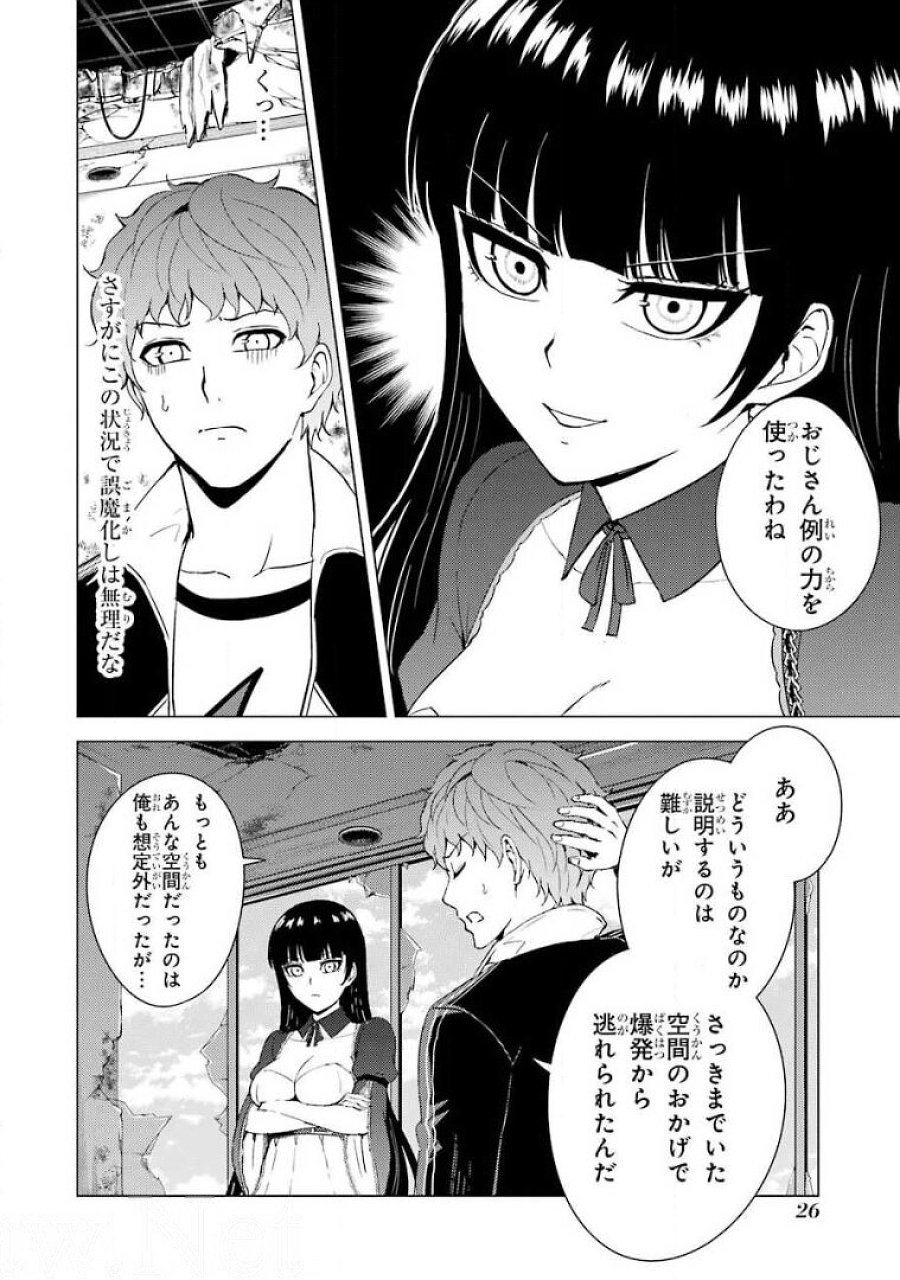 おじさん例の力を
使ったわね
くっ…
さすがにこの状況で誤魔化しは無理だな
ああ
どういうものなのか
説明するのは
難しいが
さっきまでいた
空間のおかげで
爆発から
逃れられたんだ
もっとも
あんな空間だったのは
俺も想定外だったが…
26